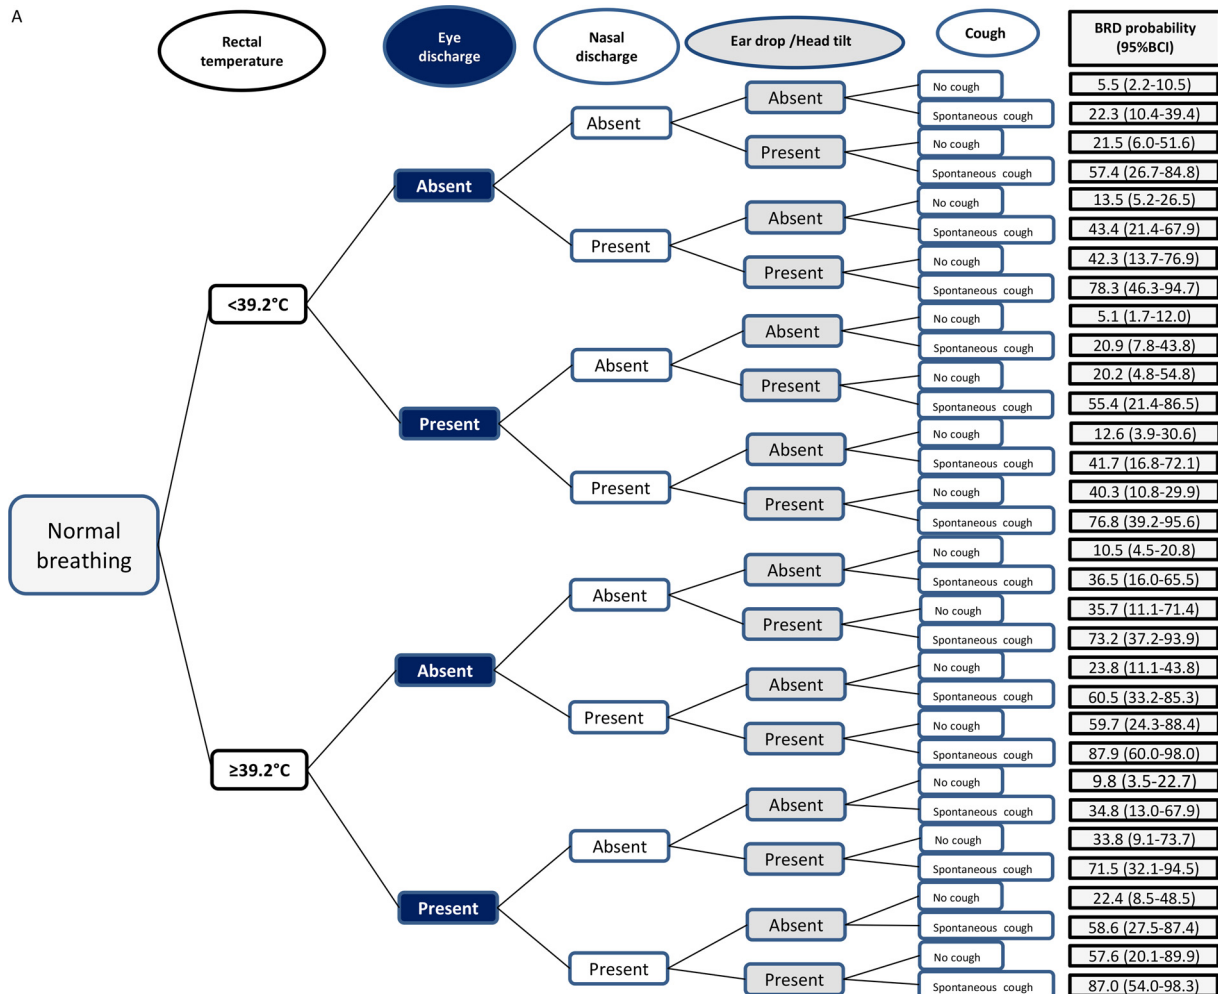 A
Rectal
temperature
Eye
discharge
Nasal
discharge
Ear drop /Head tilt
Cough
BRD probability
(95%BCI)
Normal
breathing
<39.2°C
≥39.2°C
Absent
Present
Absent
Present
Absent
Present
Absent
Present
Absent
Present
Absent
Present
Absent
Present
Absent
Present
Absent
Present
Absent
Present
Absent
Present
Absent
Present
Absent
Present
Absent
Present
No cough
5.5 (2.2-10.5)
Spontaneous cough
22.3 (10.4-39.4)
No cough
21.5 (6.0-51.6)
Spontaneous cough
57.4 (26.7-84.8)
No cough
13.5 (5.2-26.5)
Spontaneous cough
43.4 (21.4-67.9)
No cough
42.3 (13.7-76.9)
Spontaneous cough
78.3 (46.3-94.7)
No cough
5.1 (1.7-12.0)
Spontaneous cough
20.9 (7.8-43.8)
No cough
20.2 (4.8-54.8)
Spontaneous cough
55.4 (21.4-86.5)
No cough
12.6 (3.9-30.6)
Spontaneous cough
41.7 (16.8-72.1)
No cough
40.3 (10.8-29.9)
Spontaneous cough
76.8 (39.2-95.6)
No cough
10.5 (4.5-20.8)
Spontaneous cough
36.5 (16.0-65.5)
No cough
35.7 (11.1-71.4)
Spontaneous cough
73.2 (37.2-93.9)
No cough
23.8 (11.1-43.8)
Spontaneous cough
60.5 (33.2-85.3)
No cough
59.7 (24.3-88.4)
Spontaneous cough
87.9 (60.0-98.0)
No cough
9.8 (3.5-22.7)
Spontaneous cough
34.8 (13.0-67.9)
No cough
33.8 (9.1-73.7)
Spontaneous cough
71.5 (32.1-94.5)
No cough
22.4 (8.5-48.5)
Spontaneous cough
58.6 (27.5-87.4)
No cough
57.6 (20.1-89.9)
Spontaneous cough
87.0 (54.0-98.3)